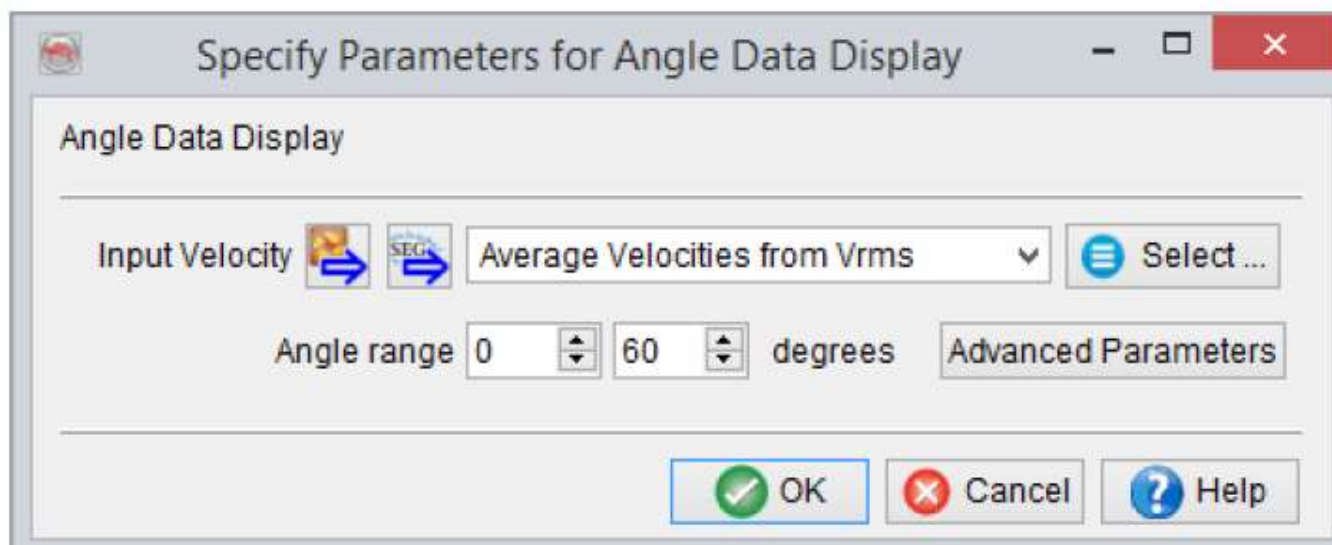 Specify Parameters for Angle Data Display
Angle Data Display
Input Velocity SEG Average Velocities from Vrms Select ...
Angle range 0 60 degrees Advanced Parameters
OK Cancel Help